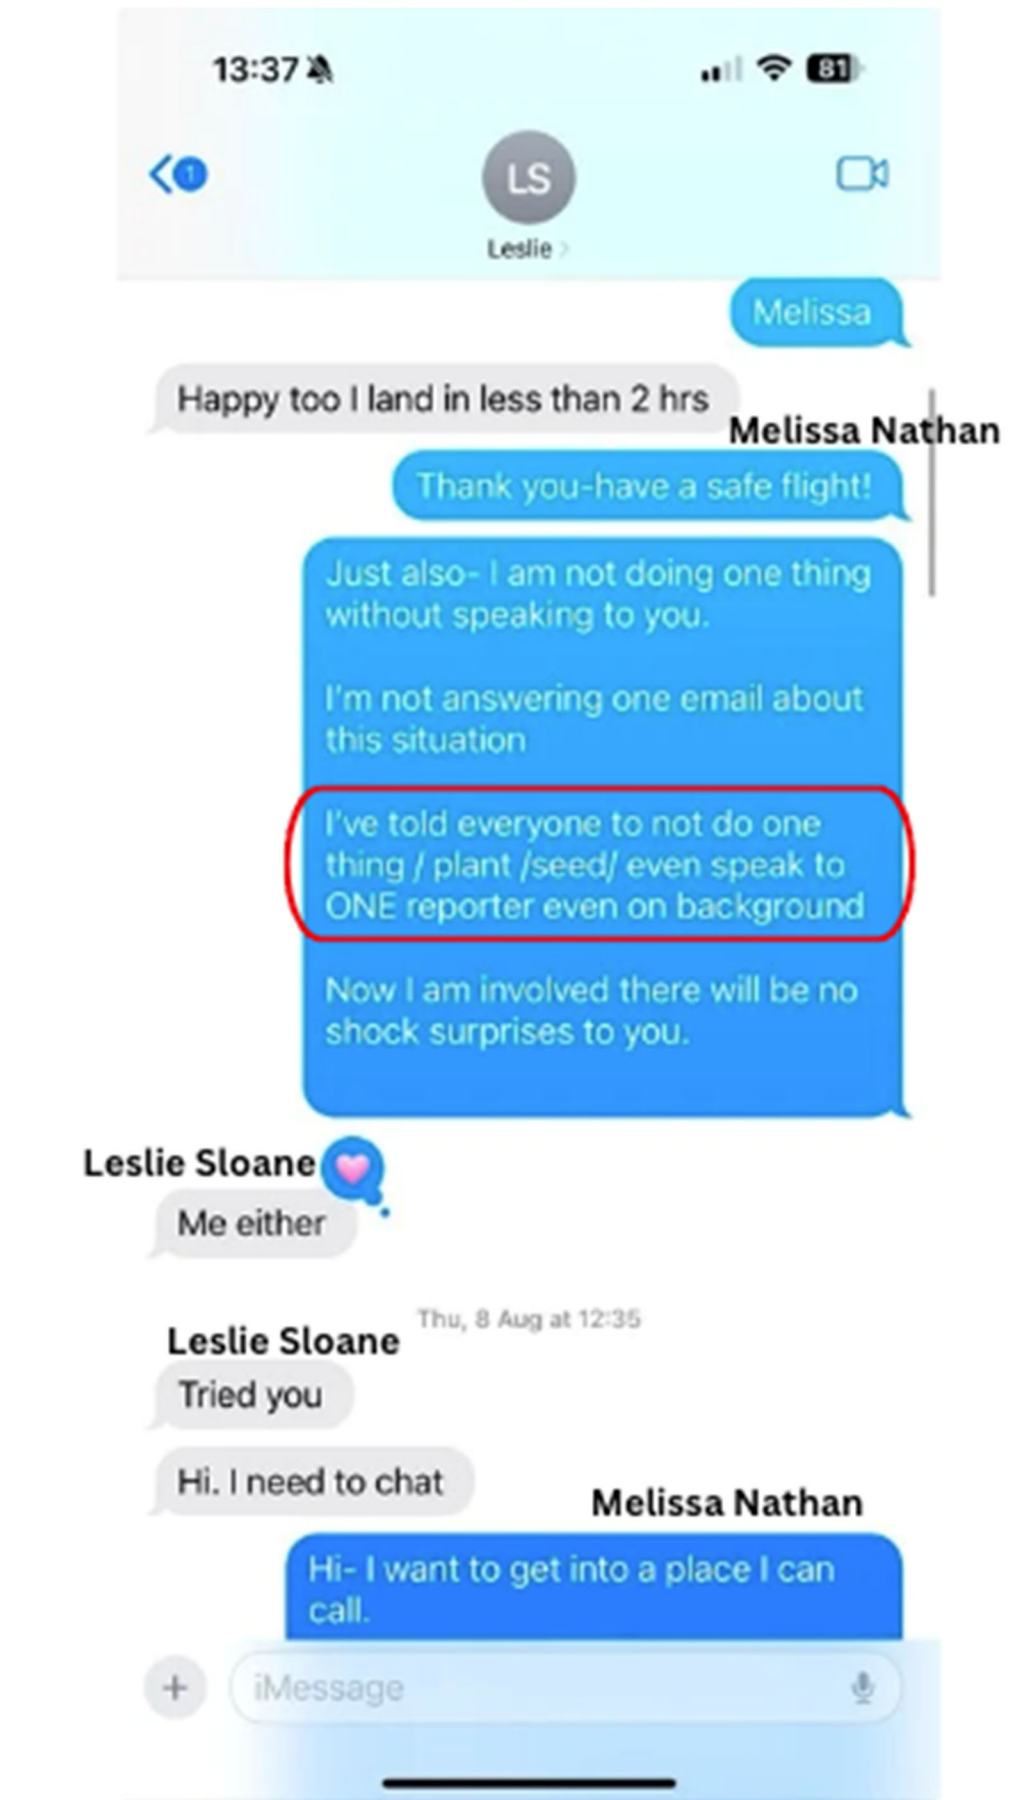 13:37
81
1
LS
Leslie
Melissa
Happy too I land in less than 2 hrs
Melissa Nathan
Thank you-have a safe flight!
Just also- I am not doing one thing
without speaking to you.
I'm not answering one email about
this situation
I've told everyone to not do one
thing / plant /seed/ even speak to
ONE reporter even on background
Now I am involved there will be no
shock surprises to you.
Leslie Sloane
Me either
Thu, 8 Aug at 12:35
Leslie Sloane
Tried you
Hi. I need to chat
Melissa Nathan
Hi- I want to get into a place I can
call.
iMessage